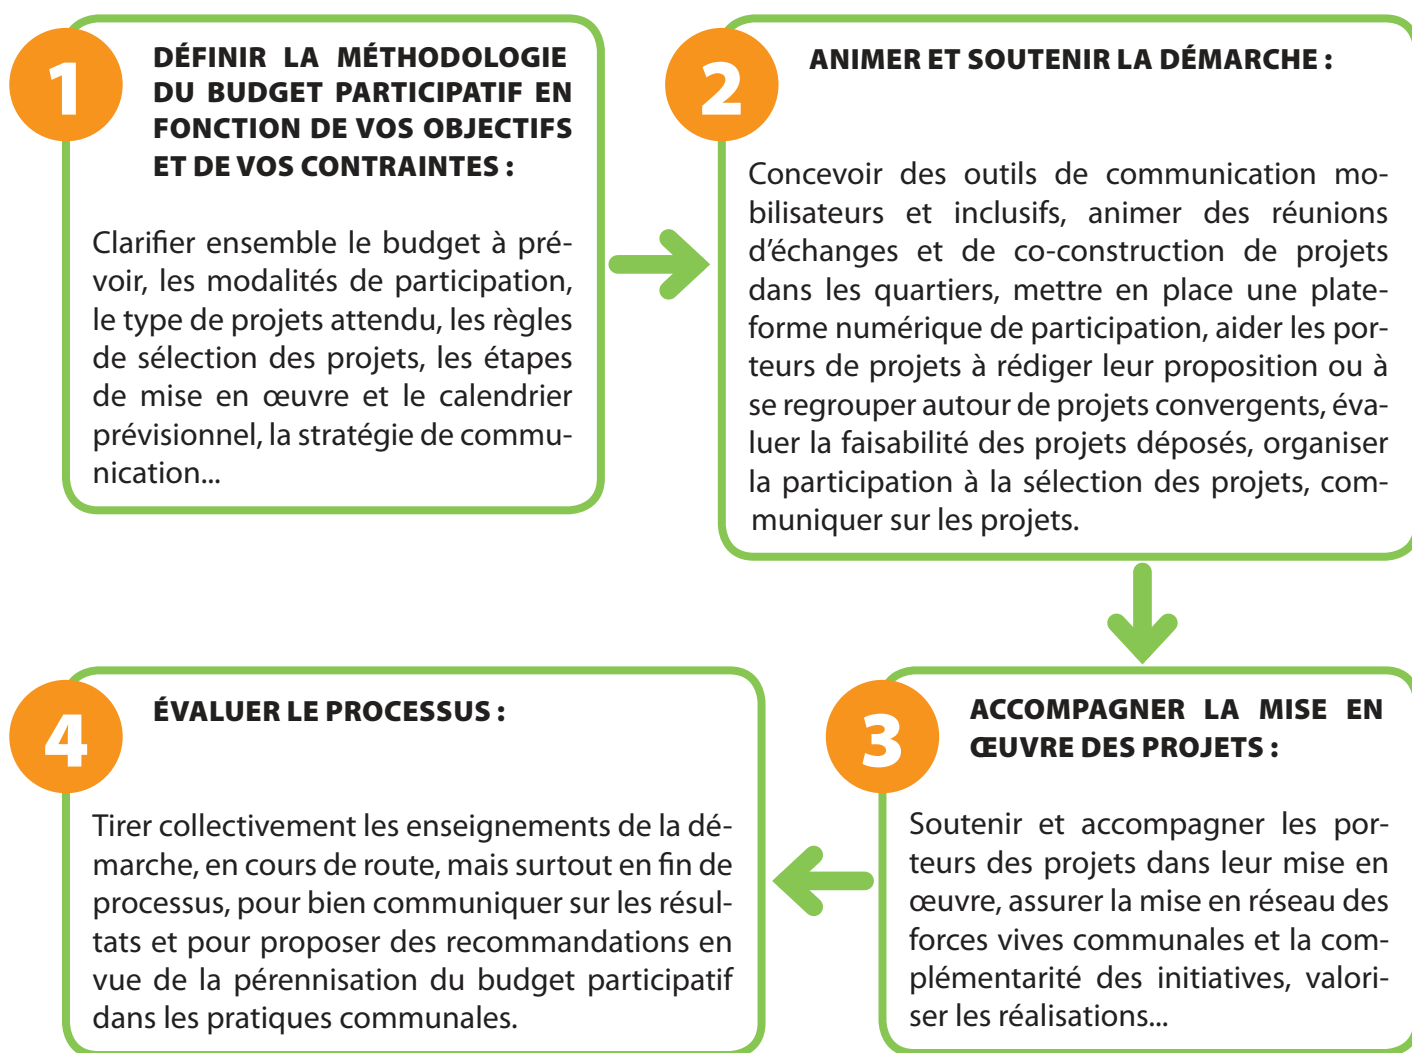 1
DÉFINIR LA MÉTHODOLOGIE
DU BUDGET PARTICIPATIF EN
FONCTION DE VOS OBJECTIFS
ET DE VOS CONTRAINTES :
Clarifier ensemble le budget à pré-
voir, les modalités de participation,
le type de projets attendu, les règles
de sélection des projets, les étapes
de mise en œuvre et le calendrier
prévisionnel, la stratégie de commu-
nication...
2
ANIMER ET SOUTENIR LA DÉMARCHE :
Concevoir des outils de communication mo-
bilisateurs et inclusifs, animer des réunions
d’échanges et de co-construction de projets
dans les quartiers, mettre en place une plate-
forme numérique de participation, aider les por-
teurs de projets à rédiger leur proposition ou à
se regrouper autour de projets convergents, éva-
luer la faisabilité des projets déposés, organiser
la participation à la sélection des projets, com-
muniquer sur les projets.
3
ACCOMPAGNER LA MISE EN
ŒUVRE DES PROJETS :
Soutenir et accompagner les por-
teurs des projets dans leur mise en
œuvre, assurer la mise en réseau des
forces vives communales et la com-
plémentarité des initiatives, valori-
ser les réalisations...
4
ÉVALUER LE PROCESSUS :
Tirer collectivement les enseignements de la dé-
marche, en cours de route, mais surtout en fin de
processus, pour bien communiquer sur les résul-
tats et pour proposer des recommandations en
vue de la pérennisation du budget participatif
dans les pratiques communales.